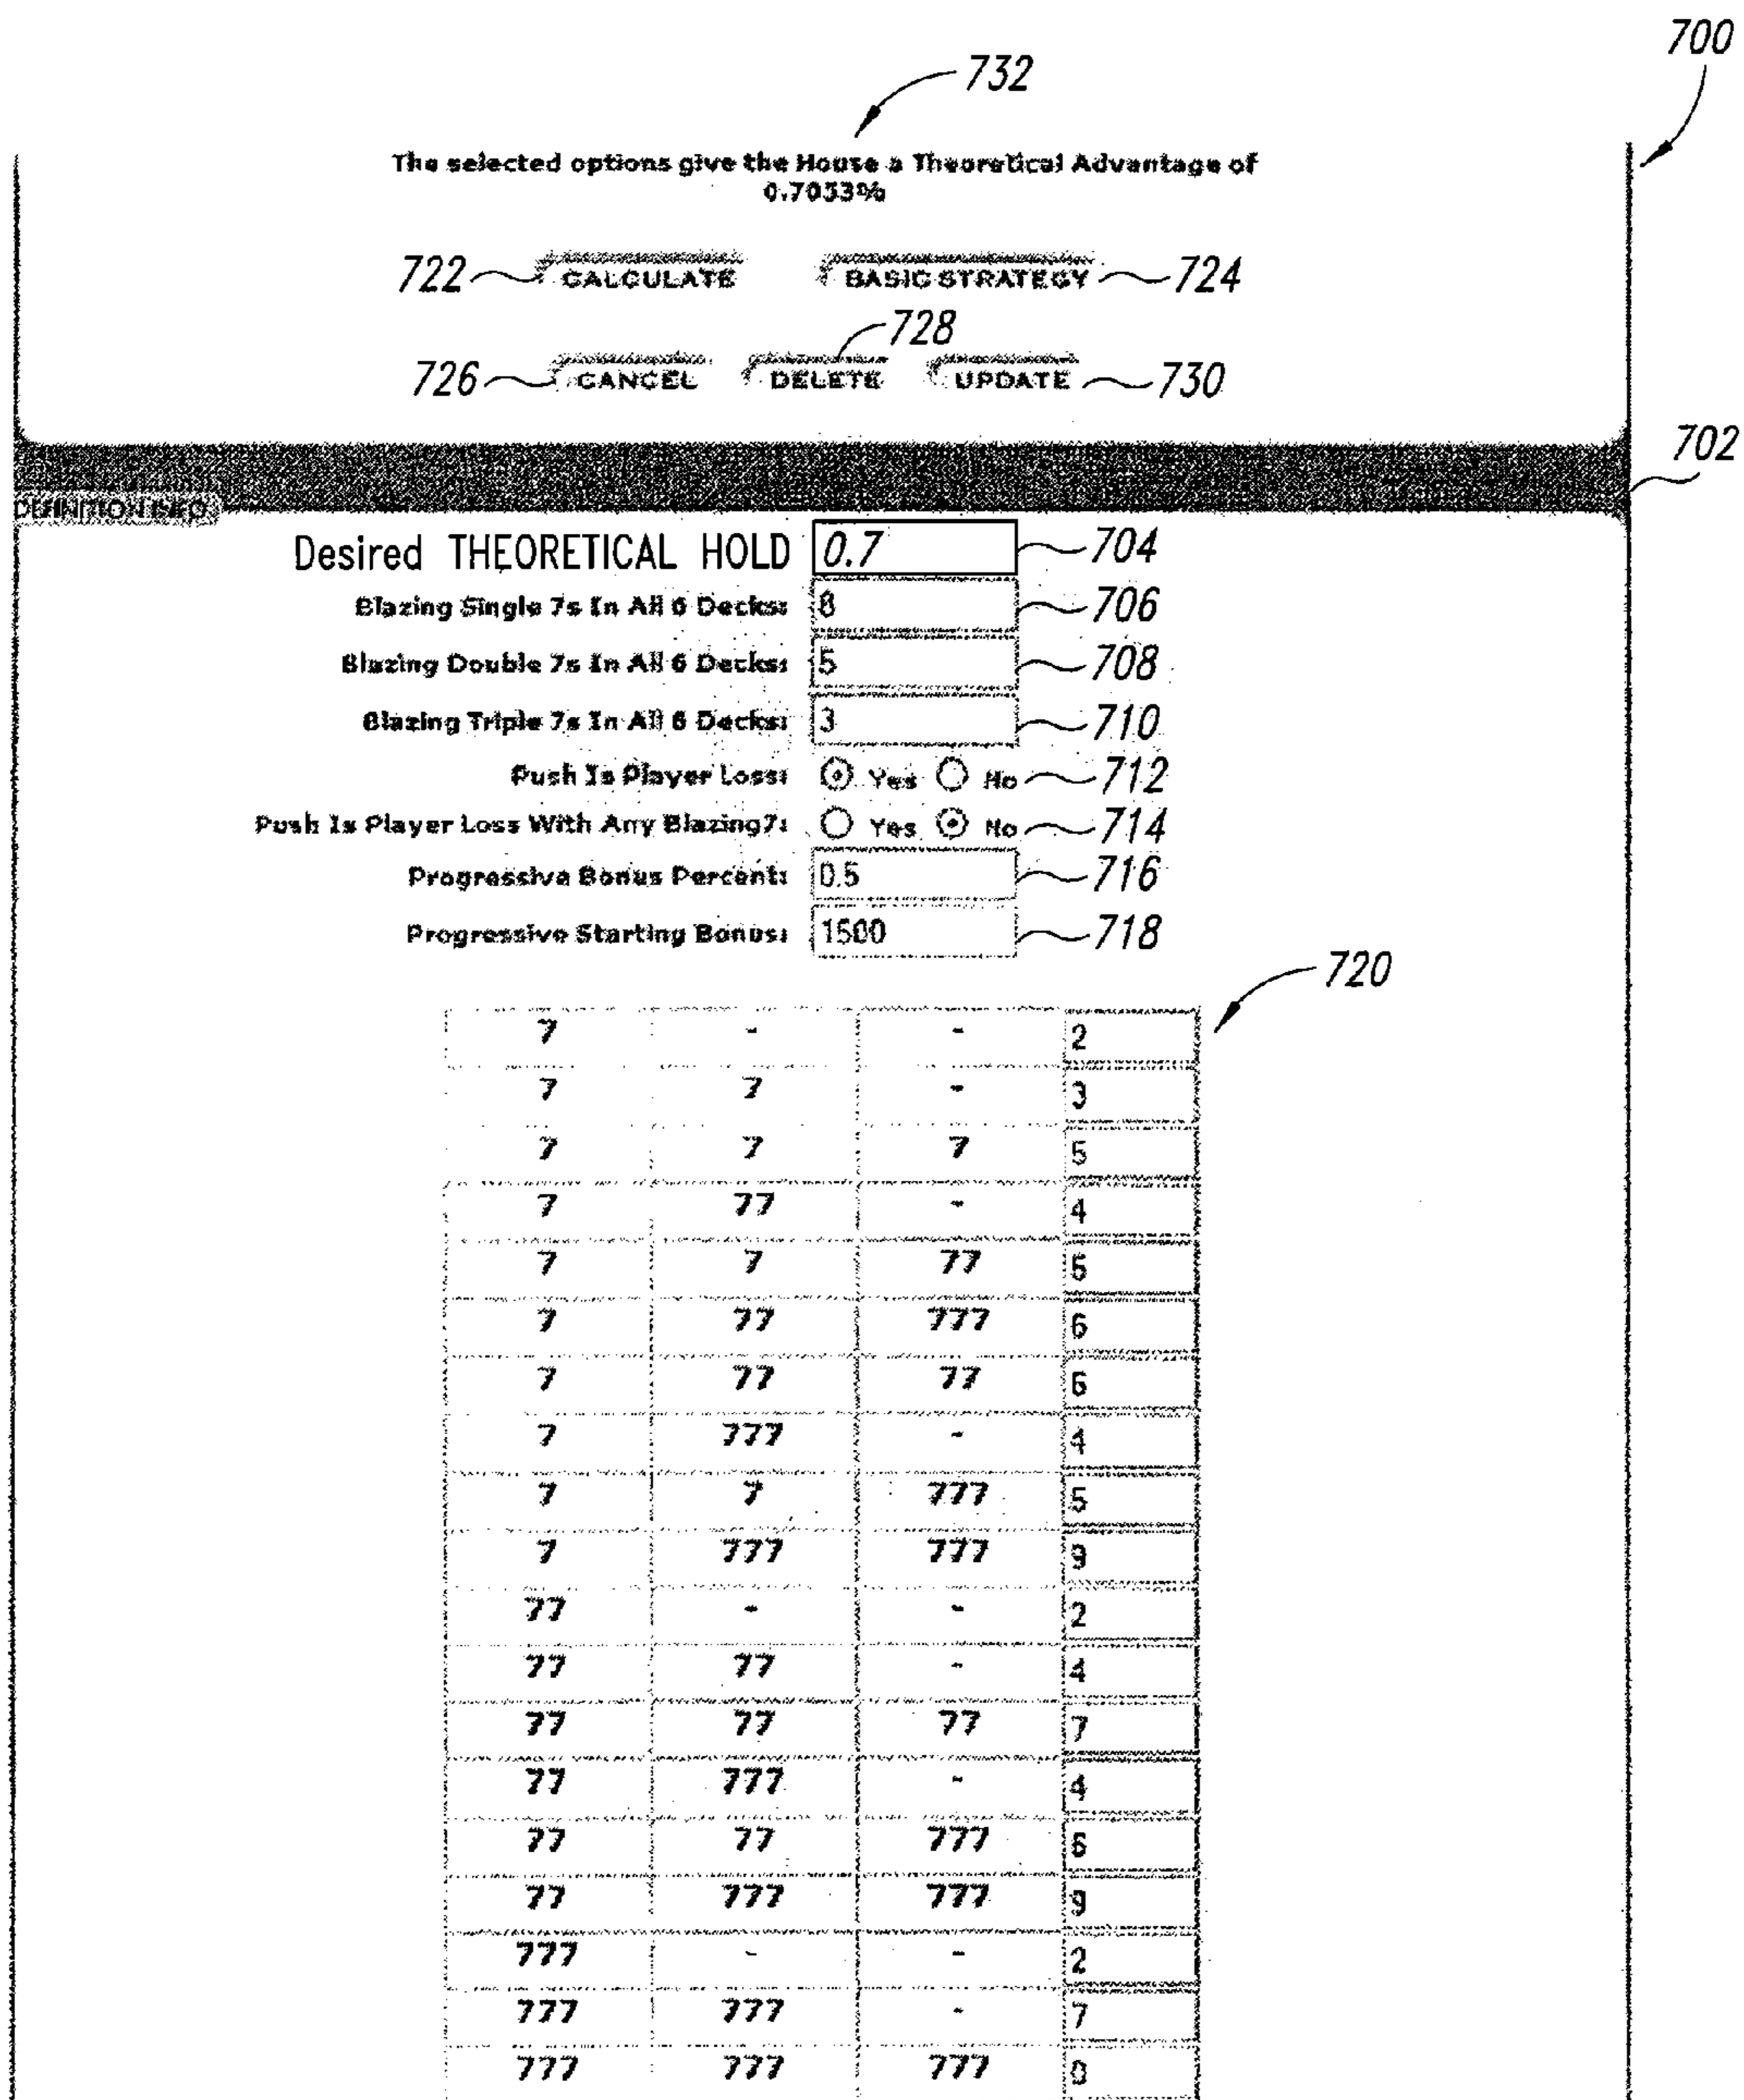 700
732
The selected options give the House a Theoretical Advantage of
0.7053%
722 CALCULATE BASIC STRATEGY 724
728
726 CANCEL DELETE UPDATE 730
702
DEFINITION INFO
Desired THEORETICAL HOLD 0.7 704
Blazing Single 7s In All 6 Decks: 8 706
Blazing Double 7s In All 6 Decks: 5 708
Blazing Triple 7s In All 6 Decks: 3 710
Push Is Player Loss: Yes No 712
Push Is Player Loss With Any Blazing7: Yes No 714
Progressive Bonus Percent: 0.5 716
Progressive Starting Bonus: 1500 718
720
7 - - 2
7 7 - 3
7 7 7 5
7 77 - 4
7 7 77 5
7 77 777 6
7 77 77 6
7 777 - 4
7 7 777 5
7 777 777 9
77 - - 2
77 77 - 4
77 77 77 7
77 777 - 4
77 77 777 6
77 777 777 9
777 - - 2
777 777 - 7
777 777 777 0